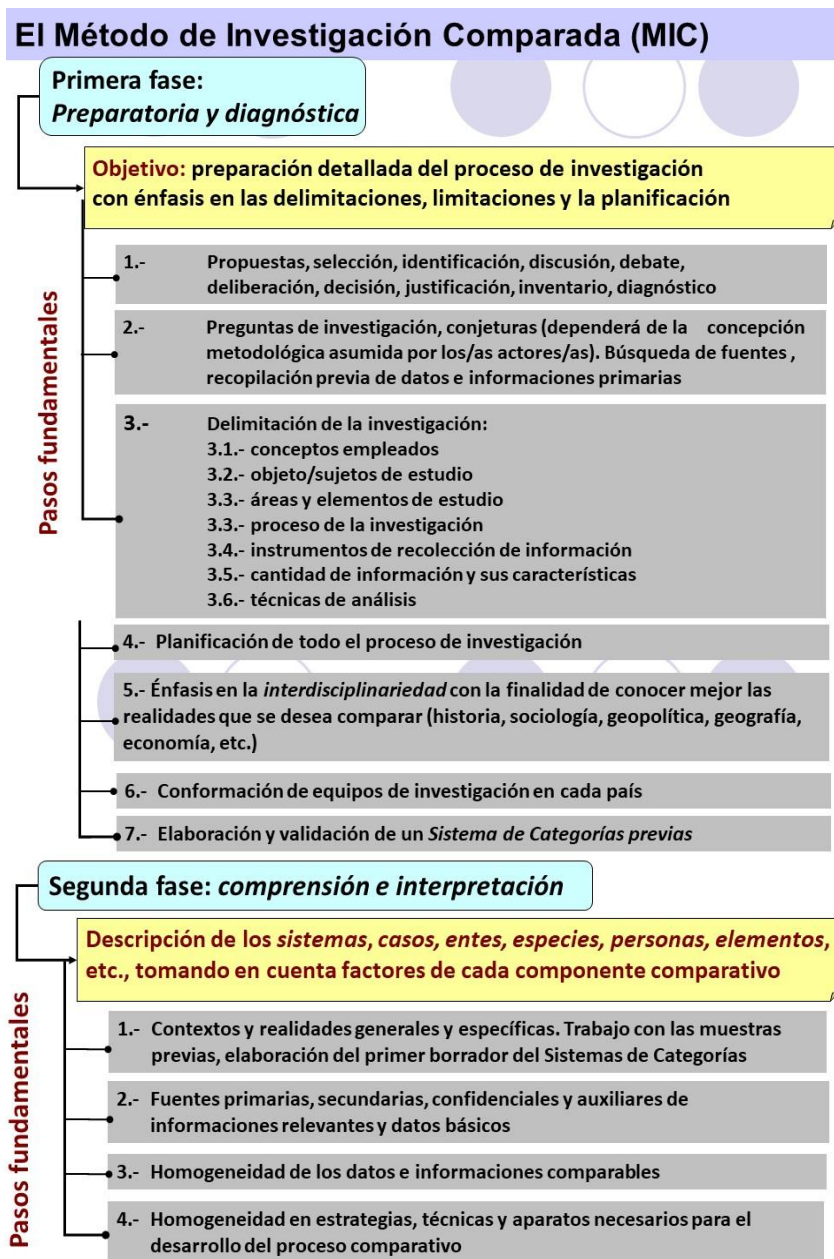 El Método de Investigación Comparada (MIC)
Primera fase:
Preparatoria y diagnóstica
Objetivo: preparación detallada del proceso de investigación
con énfasis en las delimitaciones, limitaciones y la planificación
Pasos fundamentales
1.- Propuestas, selección, identificación, discusión, debate,
deliberación, decisión, justificación, inventario, diagnóstico
2.- Preguntas de investigación, conjeturas (dependerá de la concepción
metodológica asumida por los/as actores/as). Búsqueda de fuentes ,
recopilación previa de datos e informaciones primarias
3.- Delimitación de la investigación:
3.1.- conceptos empleados
3.2.- objeto/sujetos de estudio
3.3.- áreas y elementos de estudio
3.3.- proceso de la investigación
3.4.- instrumentos de recolección de información
3.5.- cantidad de información y sus características
3.6.- técnicas de análisis
4.- Planificación de todo el proceso de investigación
5.- Énfasis en la interdisciplinariedad con la finalidad de conocer mejor las
realidades que se desea comparar (historia, sociología, geopolítica, geografía,
economía, etc.)
6.- Conformación de equipos de investigación en cada país
7.- Elaboración y validación de un Sistema de Categorías previas
Segunda fase: comprensión e interpretación
Descripción de los sistemas, casos, entes, especies, personas, elementos,
etc., tomando en cuenta factores de cada componente comparativo
Pasos fundamentales
1.- Contextos y realidades generales y específicas. Trabajo con las muestras
previas, elaboración del primer borrador del Sistemas de Categorías
2.- Fuentes primarias, secundarias, confidenciales y auxiliares de
informaciones relevantes y datos básicos
3.- Homogeneidad de los datos e informaciones comparables
4.- Homogeneidad en estrategias, técnicas y aparatos necesarios para el
desarrollo del proceso comparativo